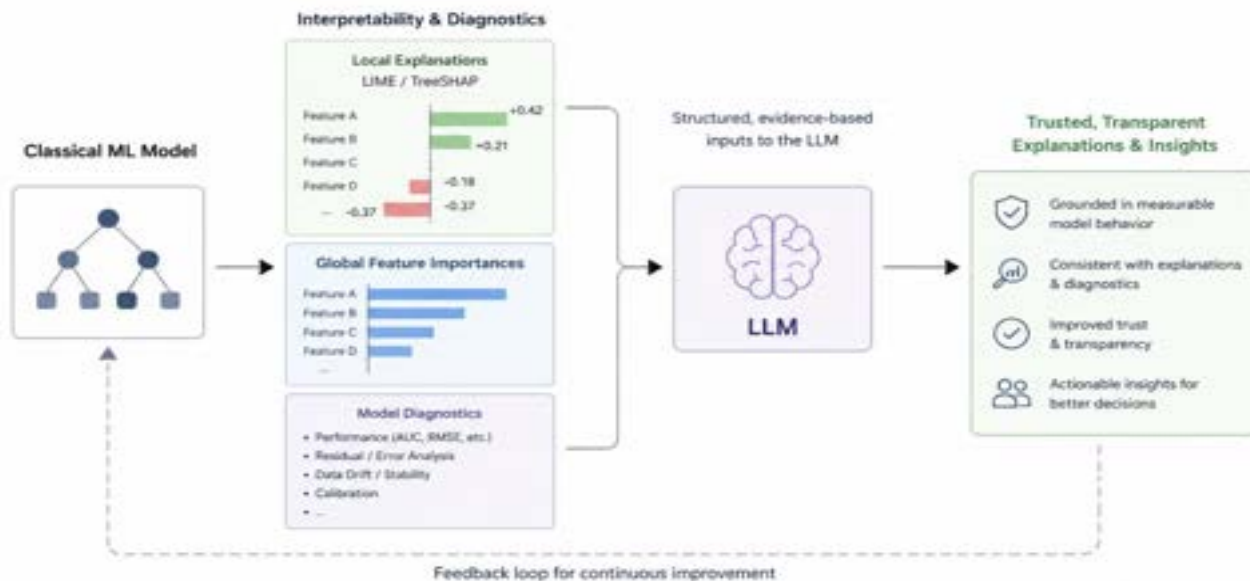 Interpretability & Diagnostics
Local Explanations
LIME / TreeSHAP
Feature A
+0.42
Feature B
+0.21
Feature C
Feature D
-0.18
...
-0.37
-0.37
Classical ML Model
Global Feature Importances
Feature A
Feature B
Feature C
Feature D
...
Model Diagnostics
• Performance (AUC, RMSE, etc.)
• Residual / Error Analysis
• Data Drift / Stability
• Calibration
• ...
Structured, evidence-based
inputs to the LLM
LLM
Trusted, Transparent
Explanations & Insights
Grounded in measurable
model behavior
Consistent with explanations
& diagnostics
Improved trust
& transparency
Actionable insights for
better decisions
Feedback loop for continuous improvement